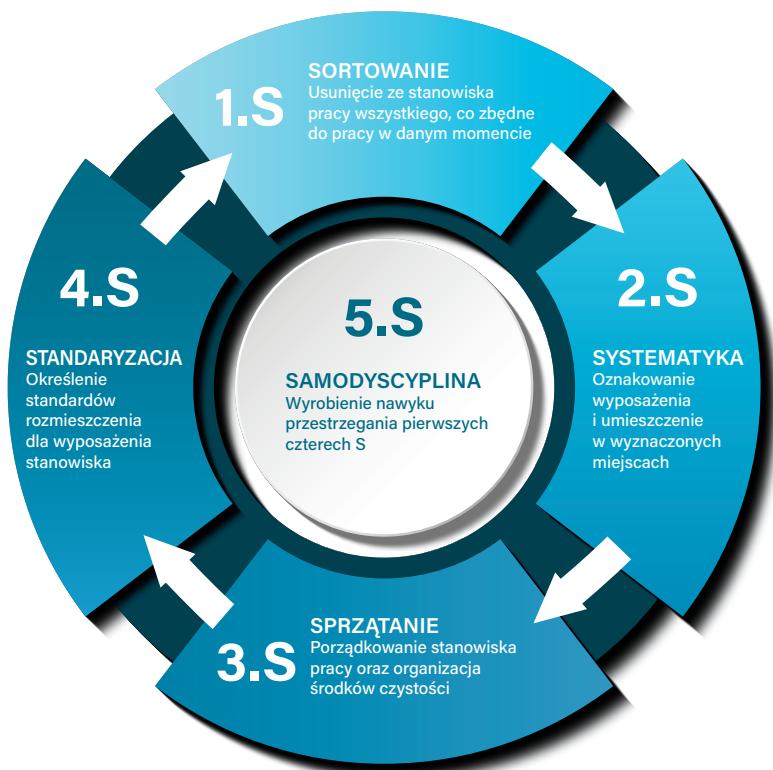 1.S
SORTOWANIE
Usunięcie ze stanowiska
pracy wszystkiego, co zbędne
do pracy w danym momencie
2.S
SYSTEMATYKA
Oznakowanie
wyposażenia
i umieszczenie
w wyznaczonych
miejscach
3.S
SPRZĄTANIE
Porządkowanie stanowiska
pracy oraz organizacja
środków czystości
4.S
STANDARYZACJA
Określenie
standardów
rozmieszczenia
dla wyposażenia
stanowiska
5.S
SAMODYSCYPLINA
Wyrobienie nawyku
przestrzegania pierwszych
czterech S